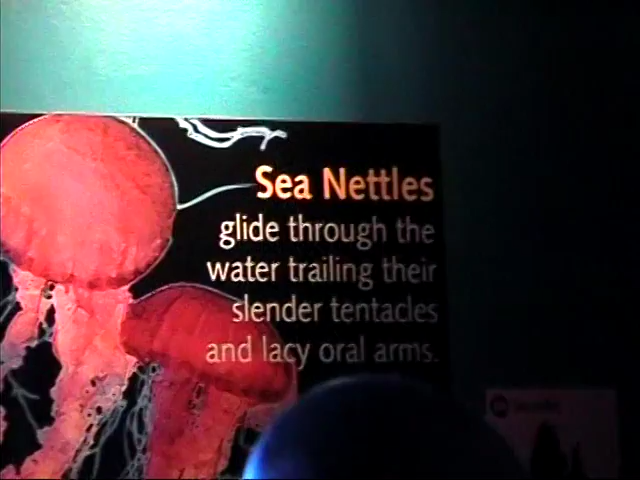 Sea Nettles
glide through the
water trailing their
slender tentacles
and lacy oral arms.